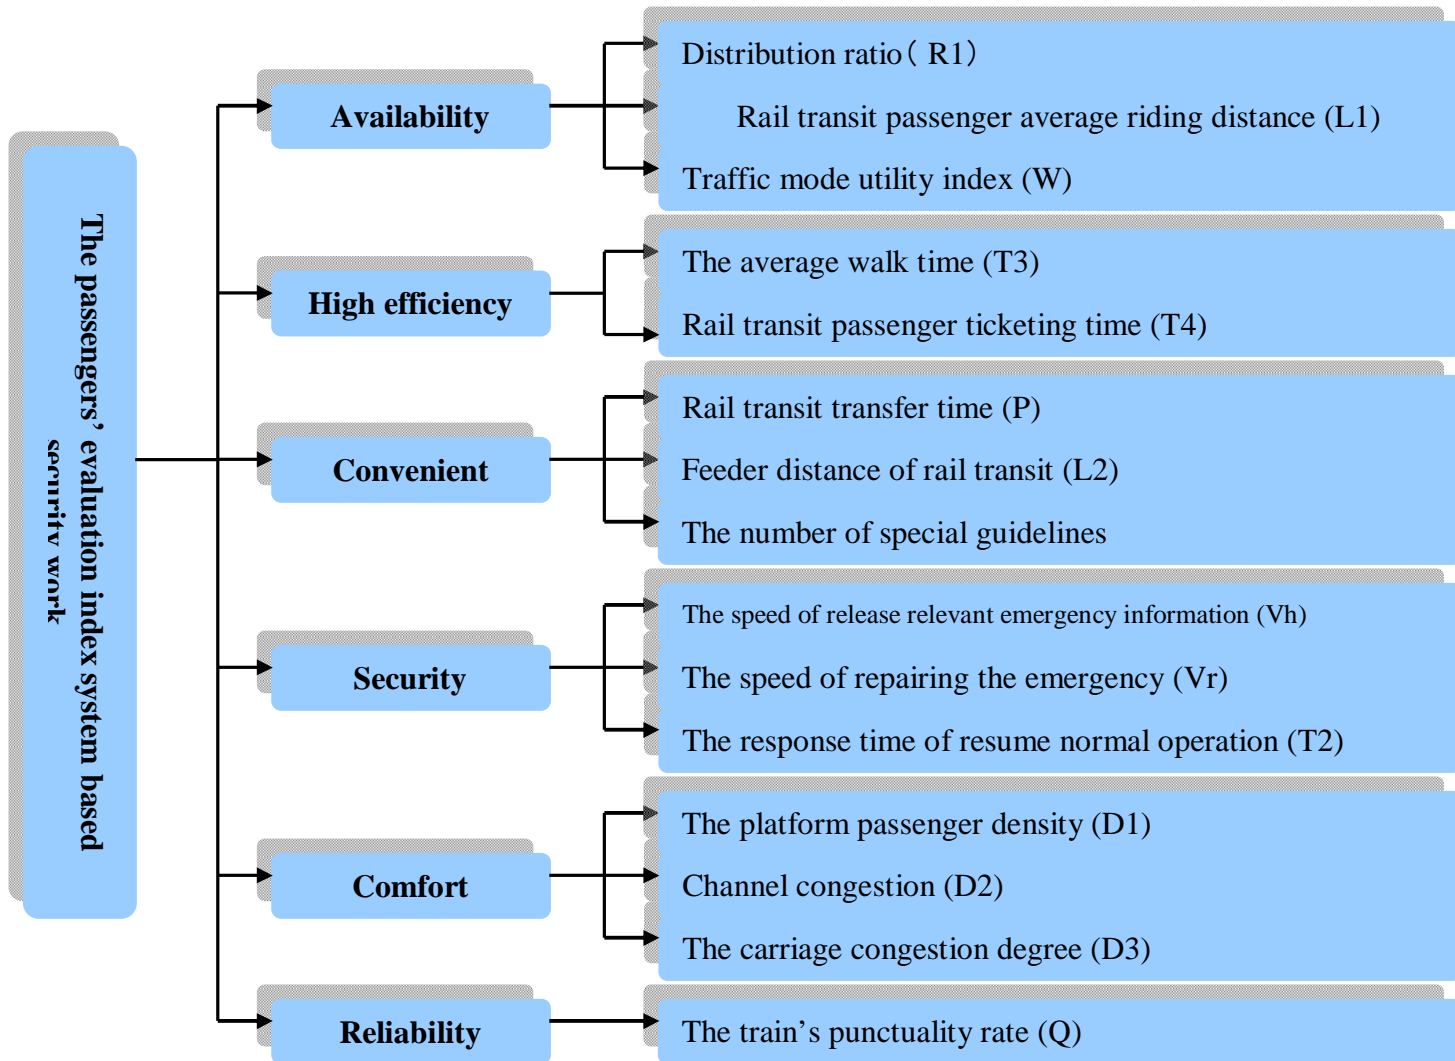 The passengers’ evaluation index system based
security work
Availability
Distribution ratio( R1)
Rail transit passenger average riding distance (L1)
Traffic mode utility index (W)
High efficiency
The average walk time (T3)
Rail transit passenger ticketing time (T4)
Convenient
Rail transit transfer time (P)
Feeder distance of rail transit (L2)
The number of special guidelines
Security
The speed of release relevant emergency information (Vh)
The speed of repairing the emergency (Vr)
The response time of resume normal operation (T2)
Comfort
The platform passenger density (D1)
Channel congestion (D2)
The carriage congestion degree (D3)
Reliability
The train’s punctuality rate (Q)